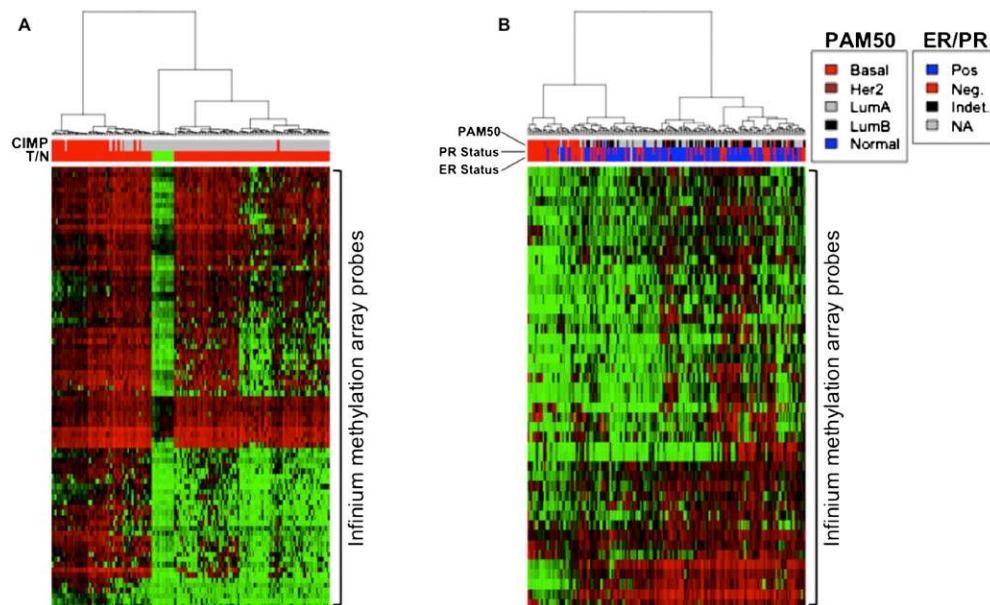 A
CIMP
T/N
Infinium methylation array probes
B
PAM50
PR Status
ER Status
Infinium methylation array probes
PAM50
Basal
Her2
LumA
LumB
Normal
ER/PR
Pos
Neg.
Indet.
NA